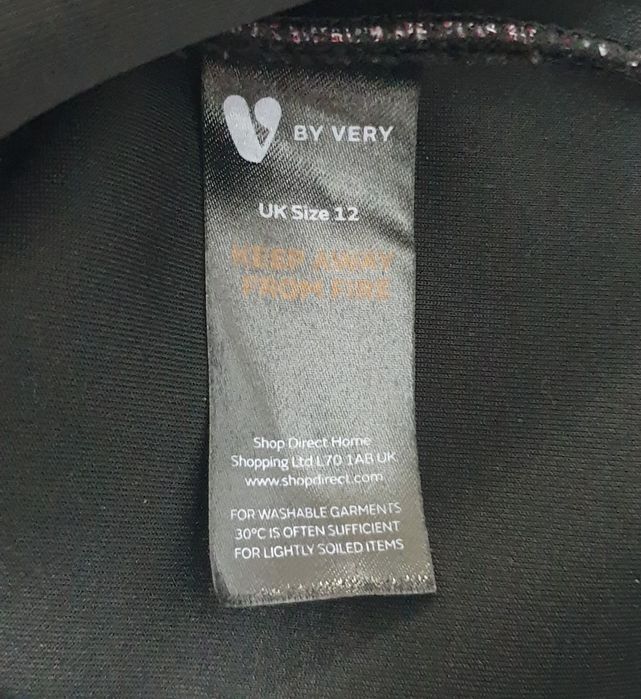 V BY VERY
UK Size 12
KEEP AWAY
FROM FIRE
Shop Direct Home
Shopping Ltd L70 1AB UK
www.shopdirect.com
FOR WASHABLE GARMENTS
30°C IS OFTEN SUFFICIENT
FOR LIGHTLY SOILED ITEMS